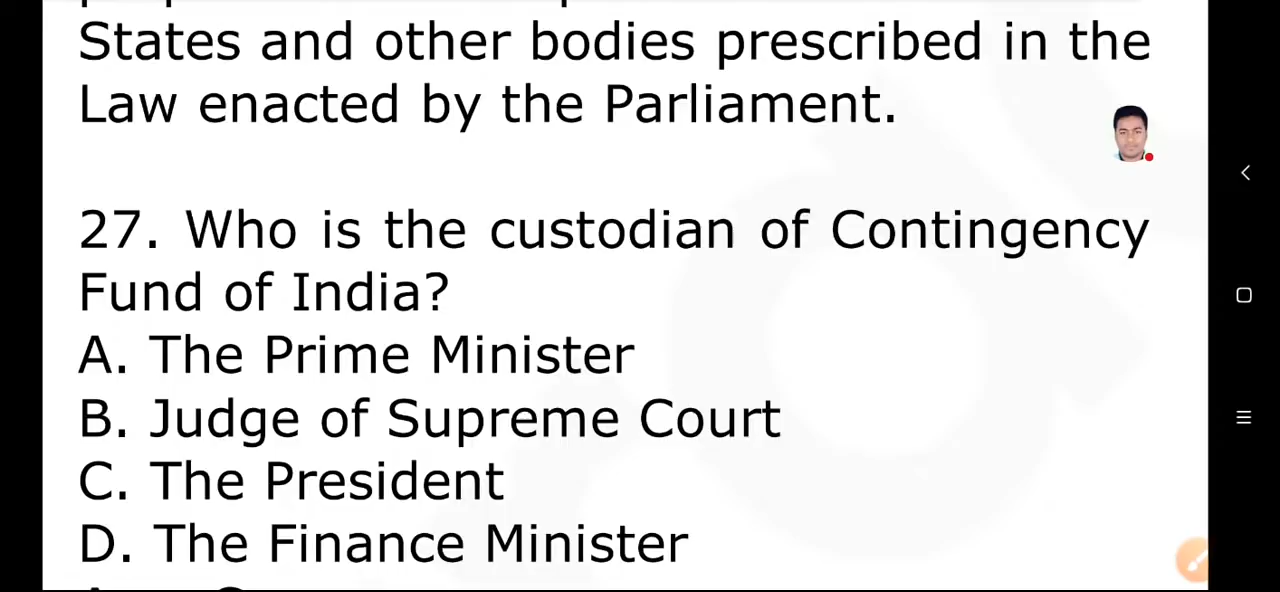 States and other bodies prescribed in the
Law enacted by the Parliament.
27. Who is the custodian of Contingency
Fund of India?
A. The Prime Minister
B. Judge of Supreme Court
C. The President
D. The Finance Minister